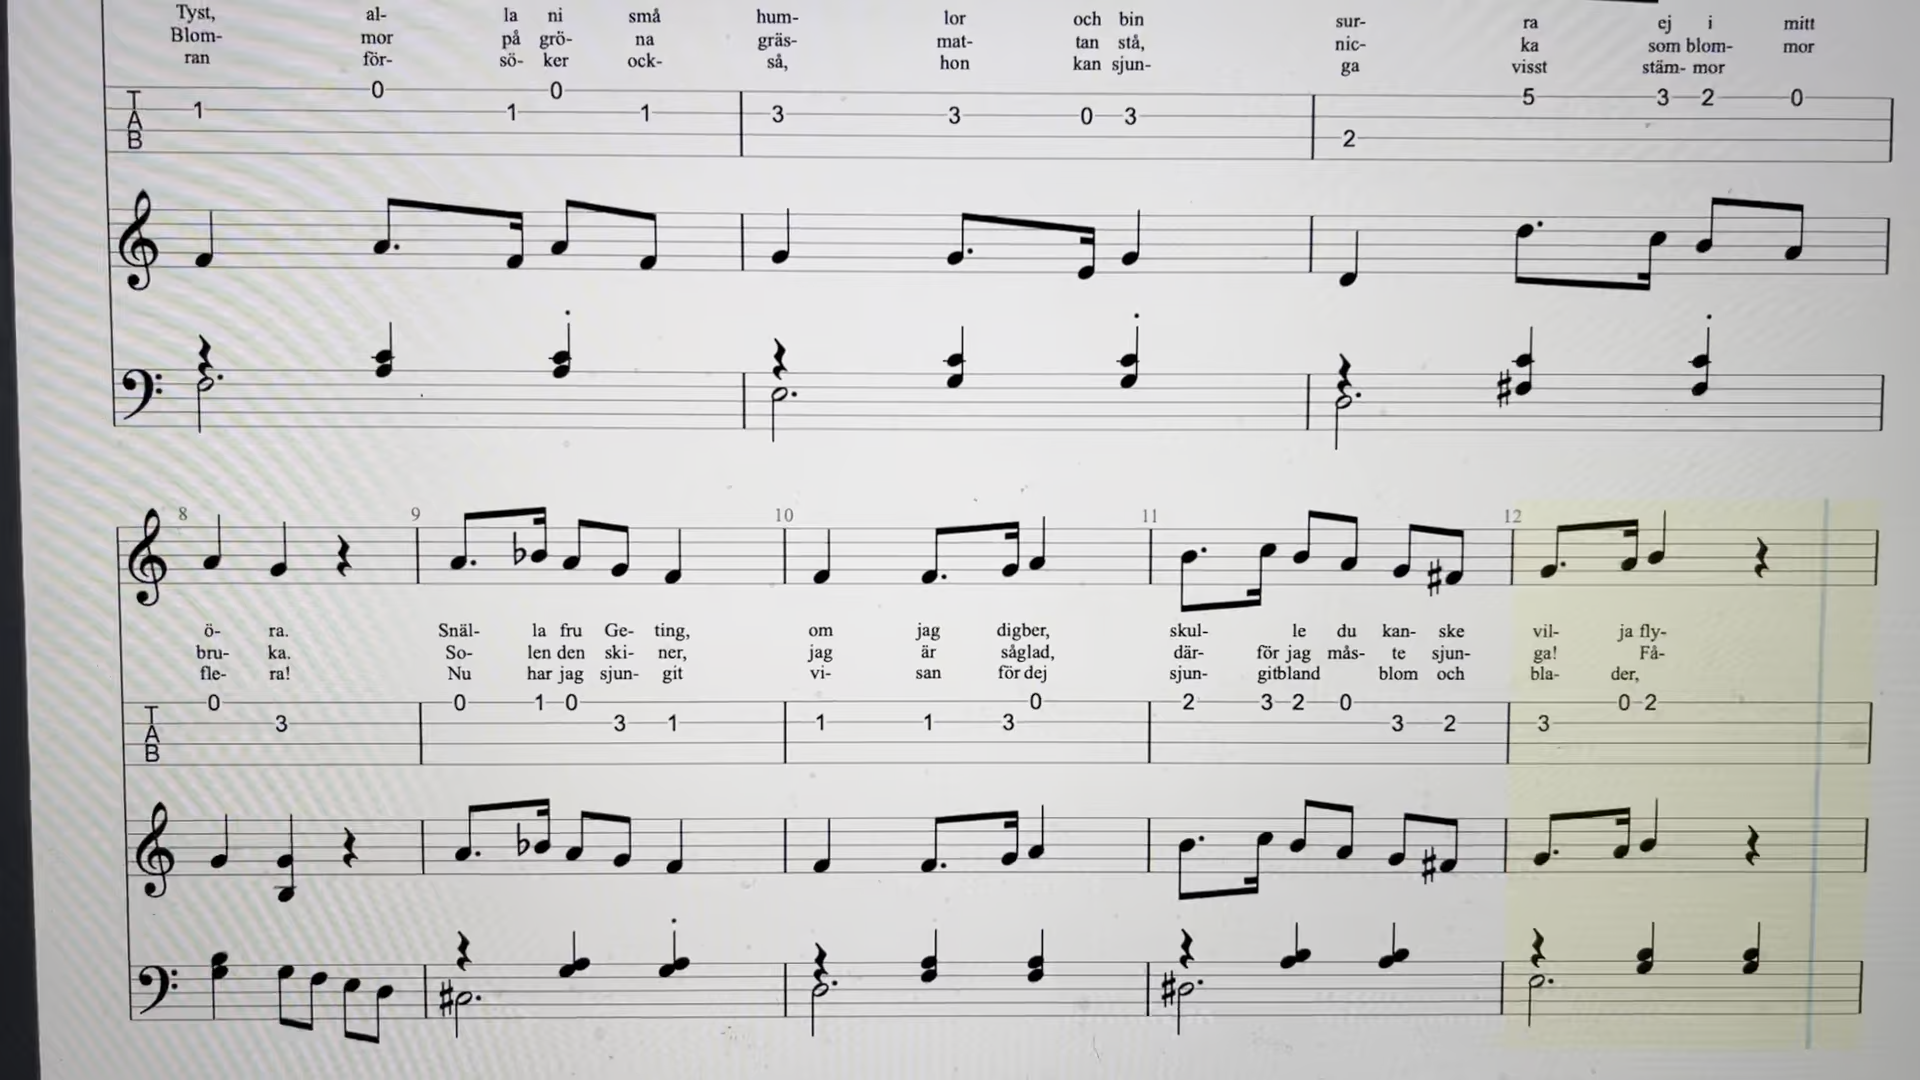 Tyst, al- la ni små hum- lor och bin sur- ra ej i mitt
Blom- mor på grö- na gräs- mat- tan stå, nic- ka som blom- mor
ran för- sö- ker ock- så, hon kan sjun- ga visst stäm- mor
TAB 1 0 1 0 1 3 3 0 3 2 5 3 2 0
8 9 10 11 12
ö- ra. Snäl- la fru Ge- ting, om jag digber, skul- le du kan- ske vil- ja fly-
bru- ka. So- len den ski- ner, jag är såglad, där- för jag mås- te sjun- ga! Få-
fle- ra! Nu har jag sjun- git vi- san för dej sjun- gitbland blom och bla- der,
TAB 0 3 0 1 0 3 1 1 1 3 0 2 3 2 0 3 2 3 0 2